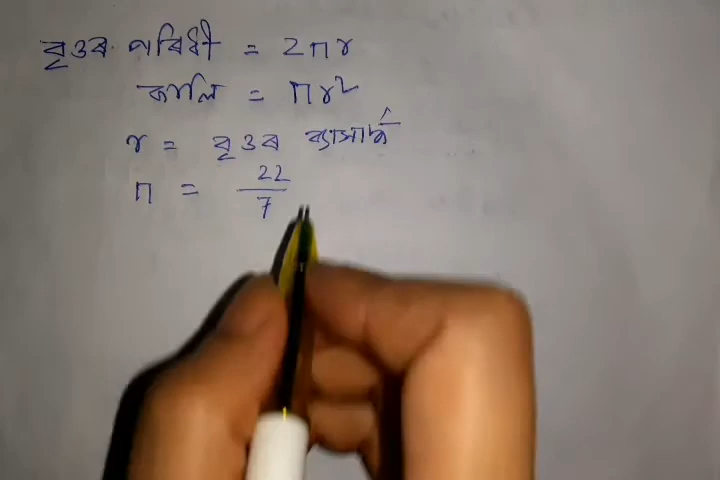 বৃত্তৰ পৰিধী = 2πr
কালি = πr²
r = বৃত্তৰ ব্যাসাৰ্দ্ধ
π = 22/7